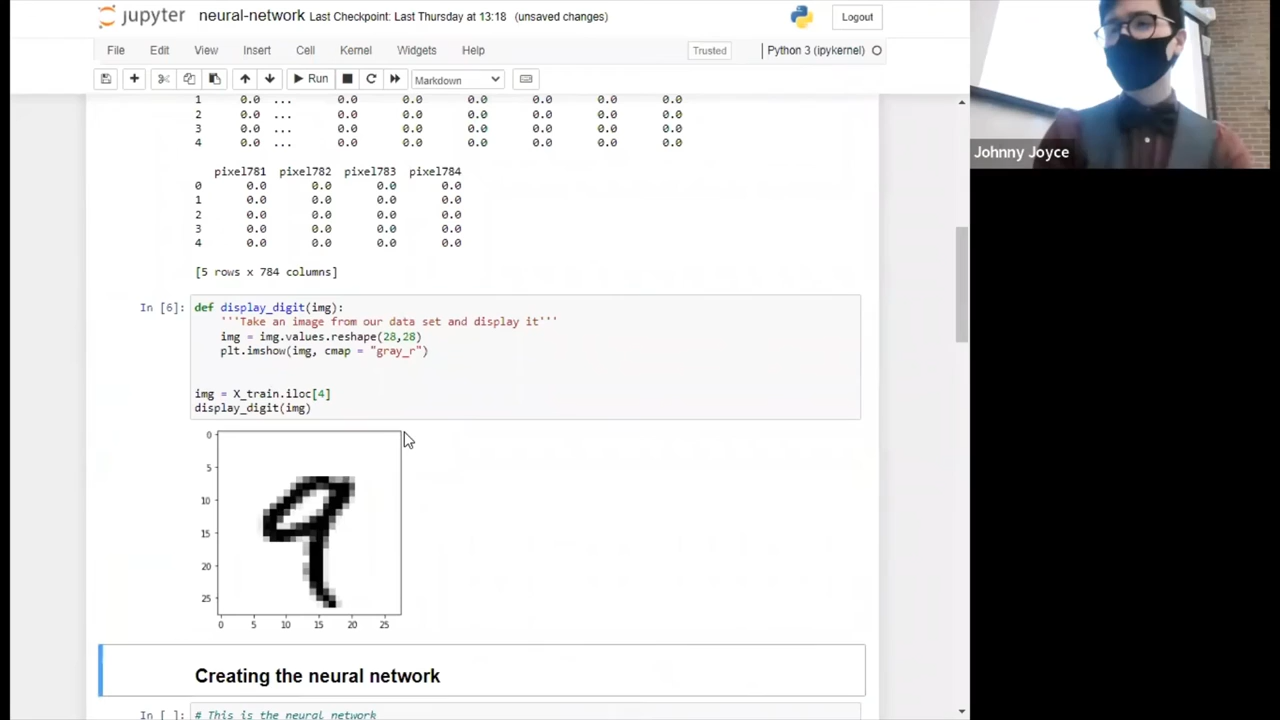 jupyter neural-network Last Checkpoint: Last Thursday at 13:18 (unsaved changes) Logout
File Edit View Insert Cell Kernel Widgets Help Trusted Python 3 (ipykernel)
Run Markdown
1 0.0 ... 0.0 0.0 0.0 0.0 0.0 0.0
2 0.0 ... 0.0 0.0 0.0 0.0 0.0 0.0
3 0.0 ... 0.0 0.0 0.0 0.0 0.0 0.0
4 0.0 ... 0.0 0.0 0.0 0.0 0.0 0.0
pixel781 pixel782 pixel783 pixel784
0 0.0 0.0 0.0 0.0
1 0.0 0.0 0.0 0.0
2 0.0 0.0 0.0 0.0
3 0.0 0.0 0.0 0.0
4 0.0 0.0 0.0 0.0
[5 rows x 784 columns]
In [6]: def display_digit(img):
'''Take an image from our data set and display it'''
img = img.values.reshape(28,28)
plt.imshow(img, cmap = "gray_r")
img = X_train.iloc[4]
display_digit(img)
0
5
10
15
20
25
0 5 10 15 20 25
9
Creating the neural network
In [ ]: # This is the neural network
Johnny Joyce